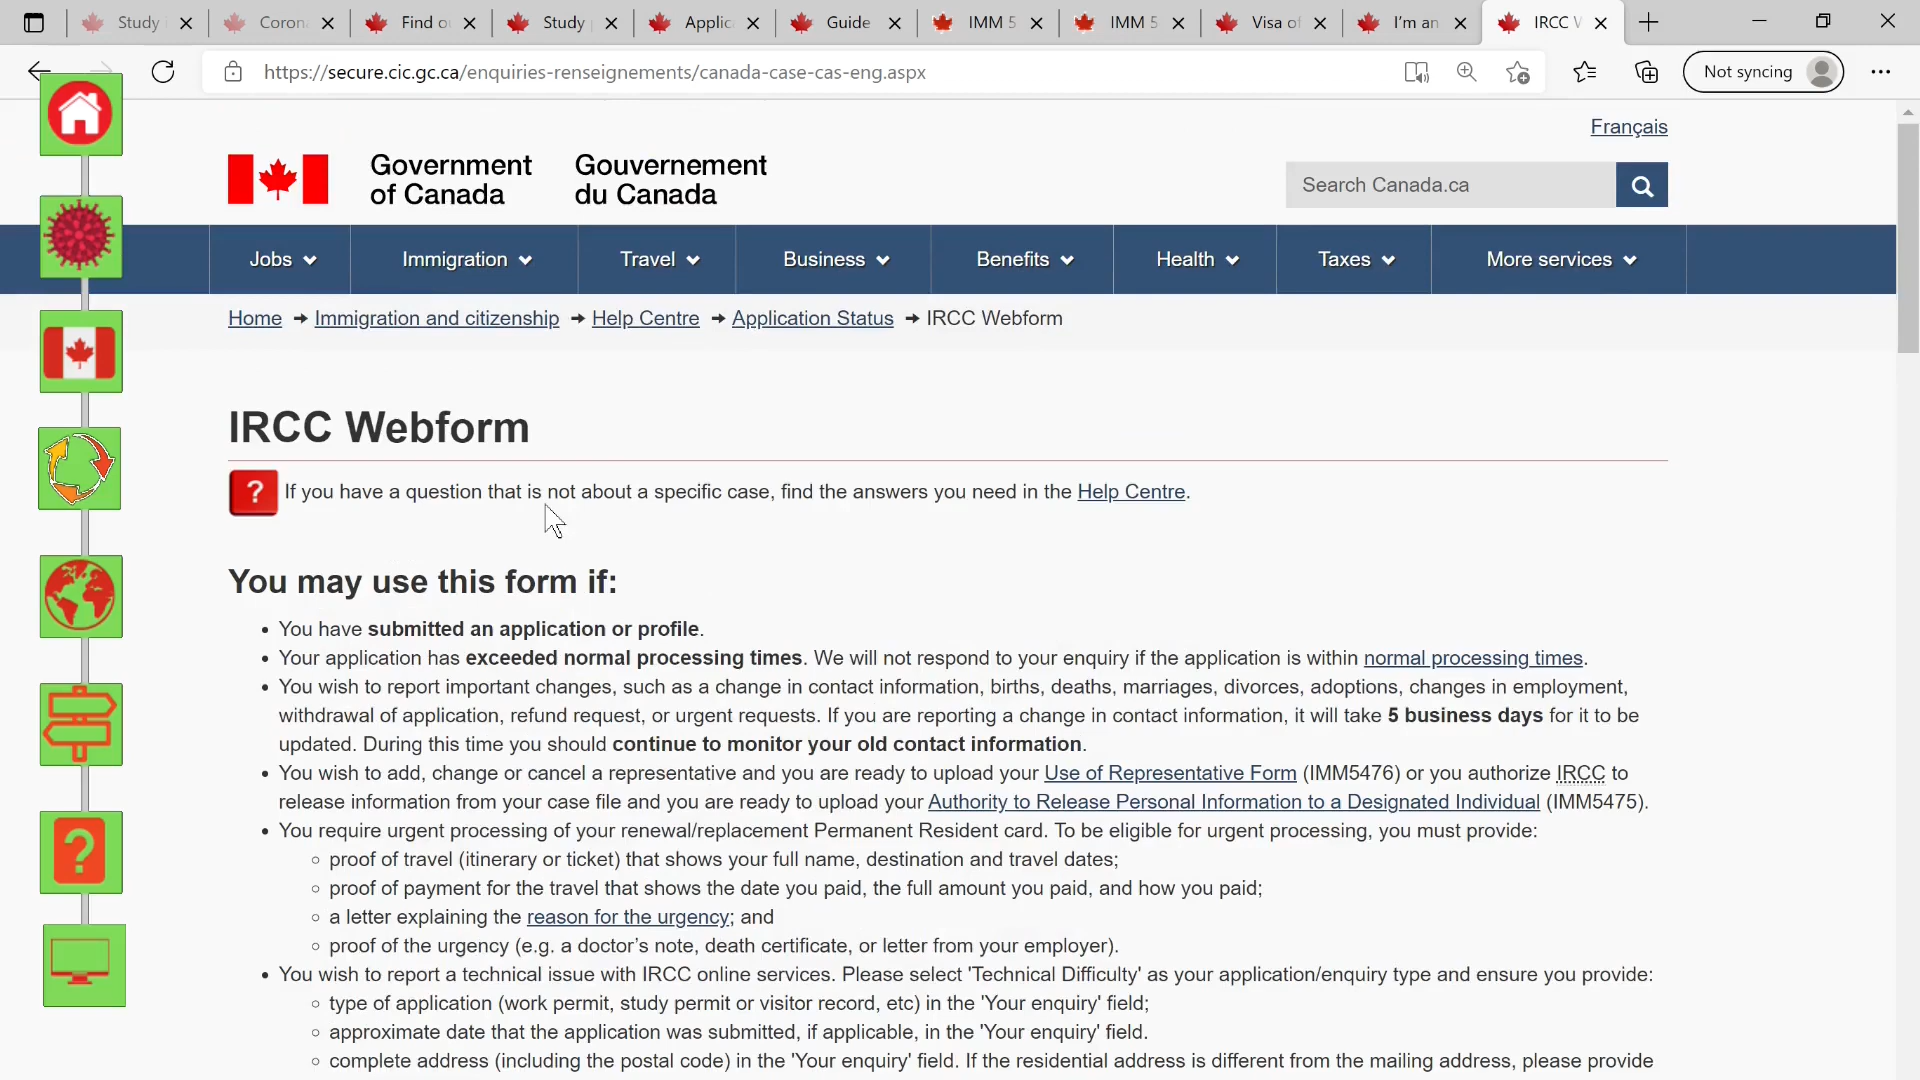 Study
Coron
Find o
Study
Applic
Guide
IMM 5
IMM 5
Visa o
I'm an
IRCC
https://secure.cic.gc.ca/enquiries-renseignements/canada-case-cas-eng.aspx
Not syncing
Français
Government of Canada
Gouvernement du Canada
Search Canada.ca
Jobs
Immigration
Travel
Business
Benefits
Health
Taxes
More services
Home → Immigration and citizenship → Help Centre → Application Status → IRCC Webform
IRCC Webform
? If you have a question that is not about a specific case, find the answers you need in the Help Centre.
You may use this form if:
• You have submitted an application or profile.
• Your application has exceeded normal processing times. We will not respond to your enquiry if the application is within normal processing times.
• You wish to report important changes, such as a change in contact information, births, deaths, marriages, divorces, adoptions, changes in employment,
withdrawal of application, refund request, or urgent requests. If you are reporting a change in contact information, it will take 5 business days for it to be
updated. During this time you should continue to monitor your old contact information.
• You wish to add, change or cancel a representative and you are ready to upload your Use of Representative Form (IMM5476) or you authorize IRCC to
release information from your case file and you are ready to upload your Authority to Release Personal Information to a Designated Individual (IMM5475).
• You require urgent processing of your renewal/replacement Permanent Resident card. To be eligible for urgent processing, you must provide:
◦ proof of travel (itinerary or ticket) that shows your full name, destination and travel dates;
◦ proof of payment for the travel that shows the date you paid, the full amount you paid, and how you paid;
◦ a letter explaining the reason for the urgency; and
◦ proof of the urgency (e.g. a doctor's note, death certificate, or letter from your employer).
• You wish to report a technical issue with IRCC online services. Please select 'Technical Difficulty' as your application/enquiry type and ensure you provide:
◦ type of application (work permit, study permit or visitor record, etc) in the 'Your enquiry' field;
◦ approximate date that the application was submitted, if applicable, in the 'Your enquiry' field.
◦ complete address (including the postal code) in the 'Your enquiry' field. If the residential address is different from the mailing address, please provide
?